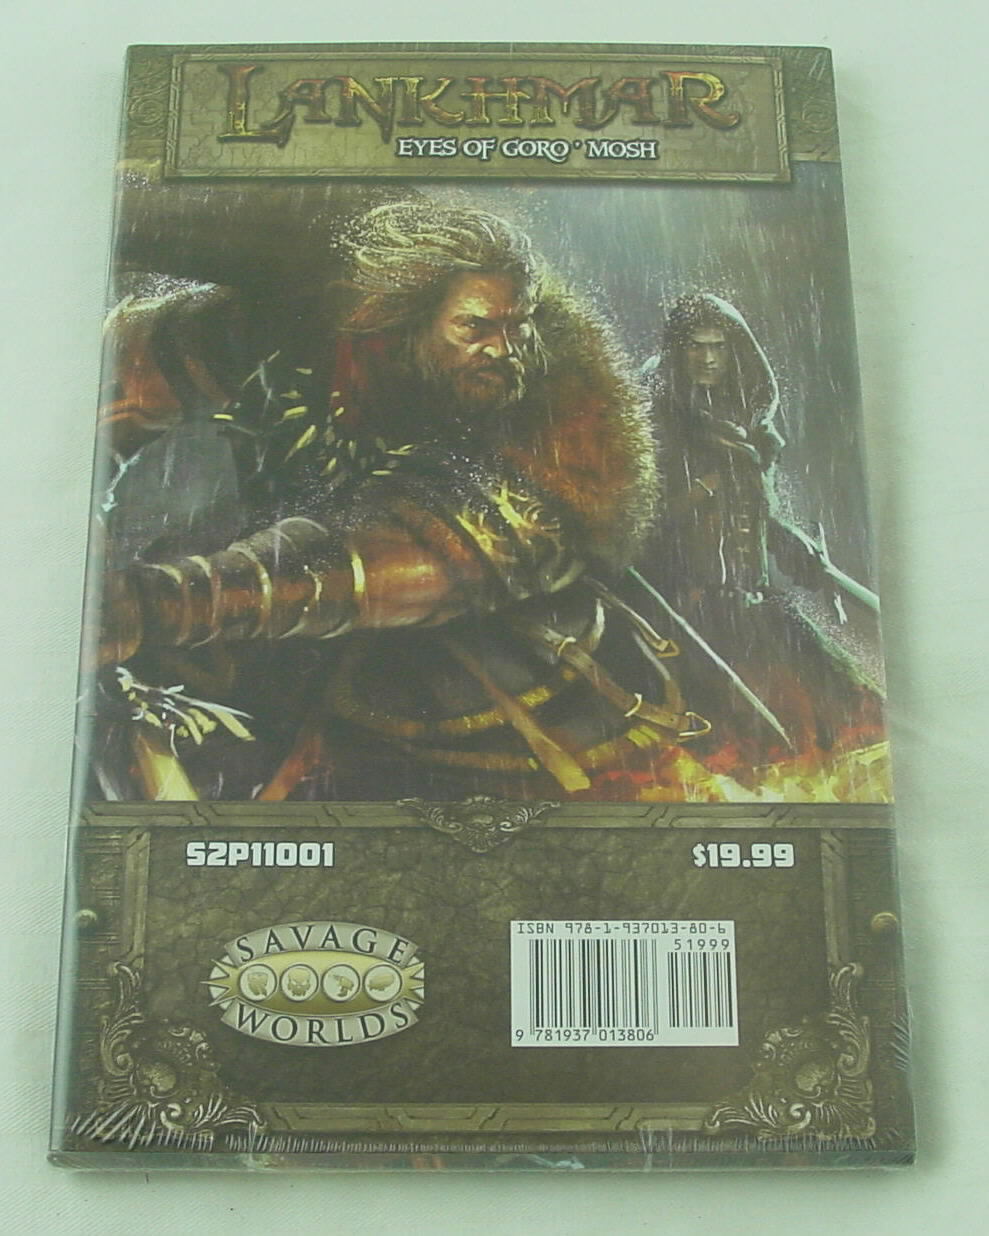 LANKHMAR
EYES OF GORO'MOSH
S2P11001
$19.99
SAVAGE
WORLDS
ISBN 978-1-937013-80-6
51999
9 781937 013806